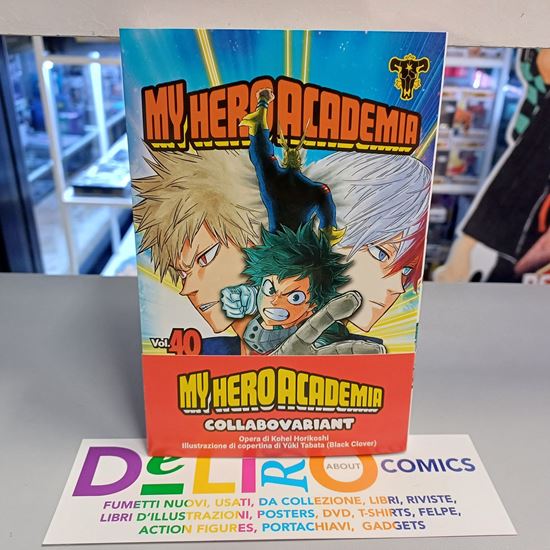 MY HERO ACADEMIA
Vol. 40
MY HERO ACADEMIA
COLLABOVARIANT
Opera di Kohei Horikoshi
Illustrazione di copertina di Yūki Tabata (Black Clover)
DeLIRIO ABOUT COMICS
FUMETTI NUOVI, USATI, DA COLLEZIONE, LIBRI, RIVISTE,
LIBRI D'ILLUSTRAZIONI, POSTERS, DVD, T-SHIRTS, FELPE,
ACTION FIGURES, PORTACHIAVI, GADGETS